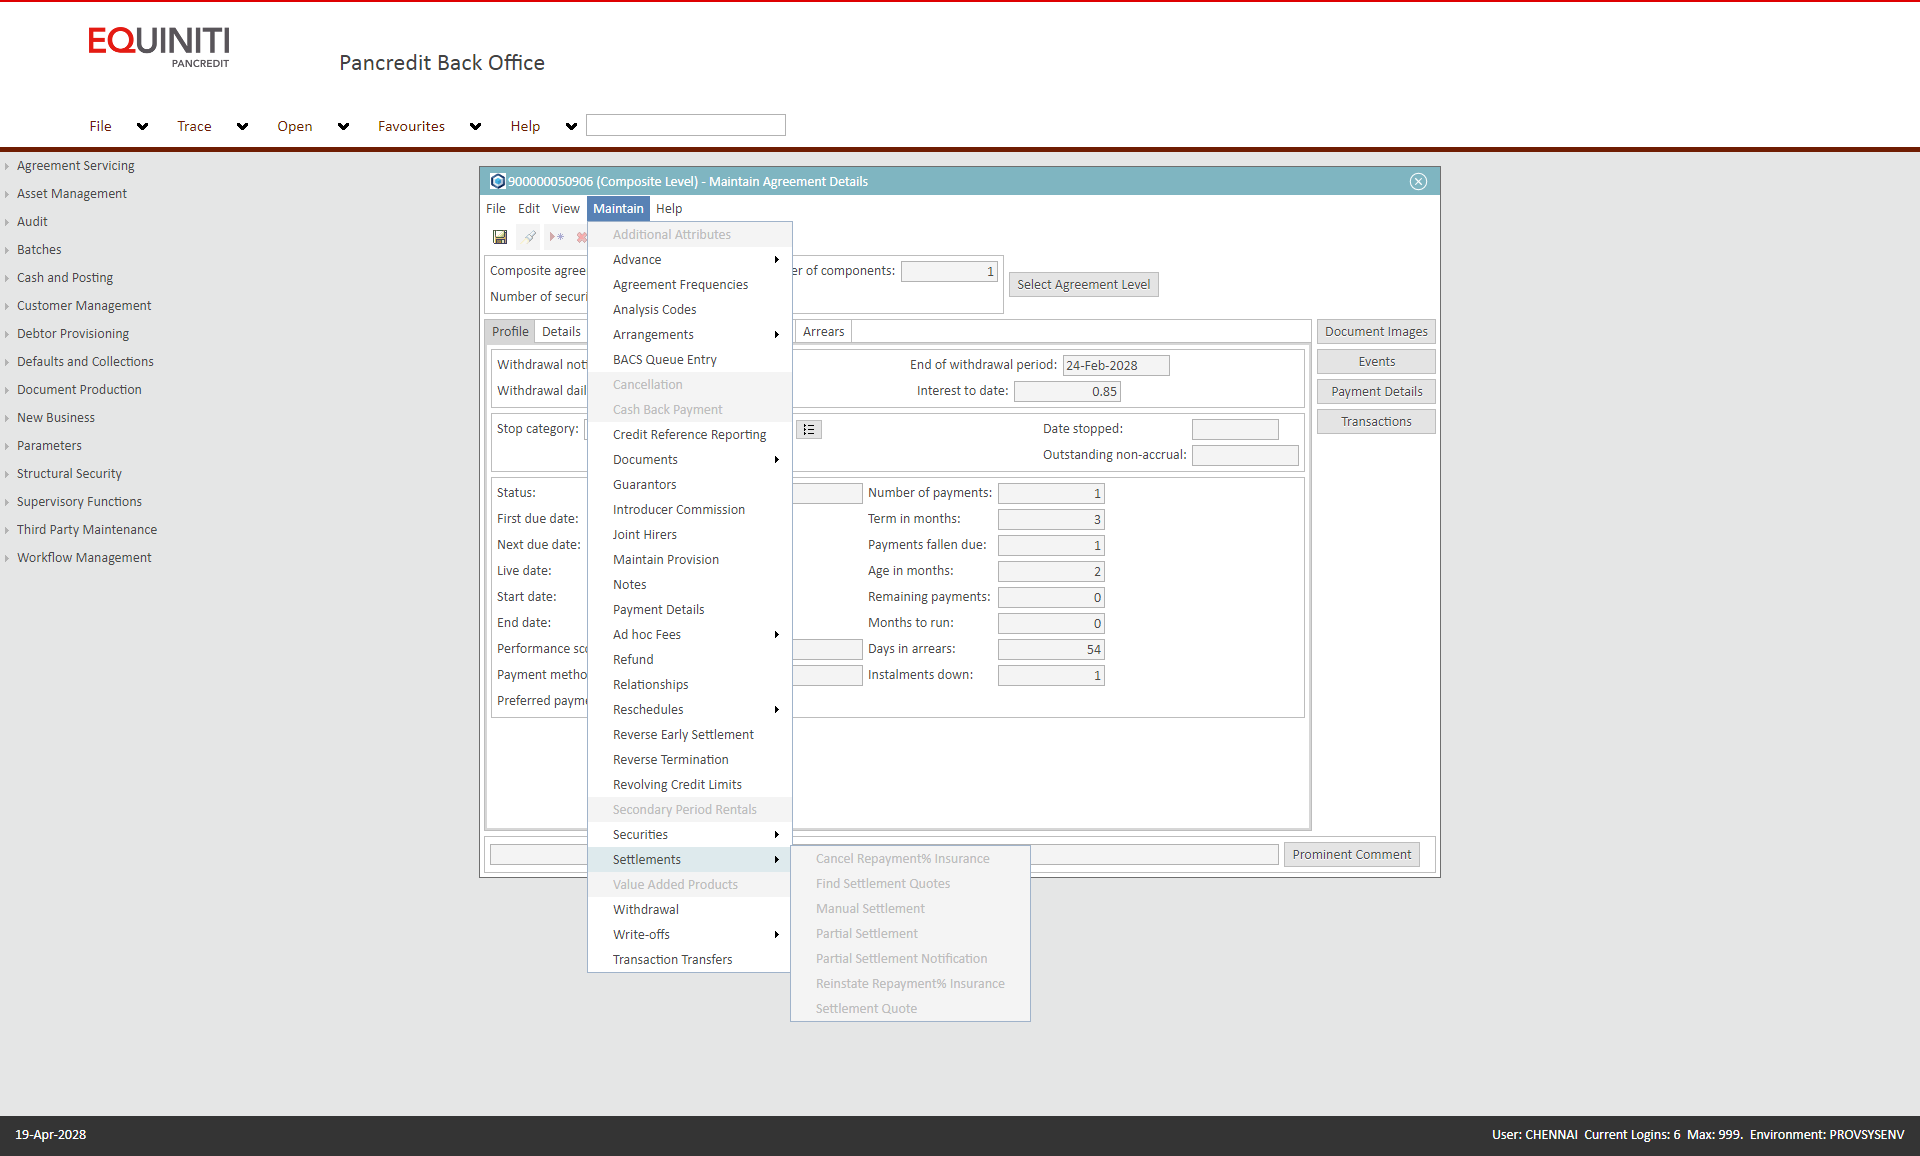 EQUINITI
PANCREDIT
Pancredit Back Office
File Trace Open Favourites Help
Agreement Servicing
Asset Management
Audit
Batches
Cash and Posting
Customer Management
Debtor Provisioning
Defaults and Collections
Document Production
New Business
Parameters
Structural Security
Supervisory Functions
Third Party Maintenance
Workflow Management
900000050906 (Composite Level) - Maintain Agreement Details
File Edit View Maintain Help
Additional Attributes
Advance
Agreement Frequencies
Analysis Codes
Arrangements
BACS Queue Entry
Cancellation
Cash Back Payment
Credit Reference Reporting
Documents
Guarantors
Introducer Commission
Joint Hirers
Maintain Provision
Notes
Payment Details
Ad hoc Fees
Refund
Relationships
Reschedules
Reverse Early Settlement
Reverse Termination
Revolving Credit Limits
Secondary Period Rentals
Securities
Settlements
Value Added Products
Withdrawal
Write-offs
Transaction Transfers
Cancel Repayment% Insurance
Find Settlement Quotes
Manual Settlement
Partial Settlement
Partial Settlement Notification
Reinstate Repayment% Insurance
Settlement Quote
Composite agree er of components: 1
Number of securi
Select Agreement Level
Profile Details Arrears
Withdrawal not End of withdrawal period: 24-Feb-2028
Withdrawal dail Interest to date: 0.85
Stop category: Date stopped:
Outstanding non-accrual:
Status: Number of payments: 1
First due date: Term in months: 3
Next due date: Payments fallen due: 1
Live date: Age in months: 2
Start date: Remaining payments: 0
End date: Months to run: 0
Performance sc Days in arrears: 54
Payment metho Instalments down: 1
Preferred payme
Document Images
Events
Payment Details
Transactions
Prominent Comment
19-Apr-2028
User: CHENNAI Current Logins: 6 Max: 999. Environment: PROVSYSENV